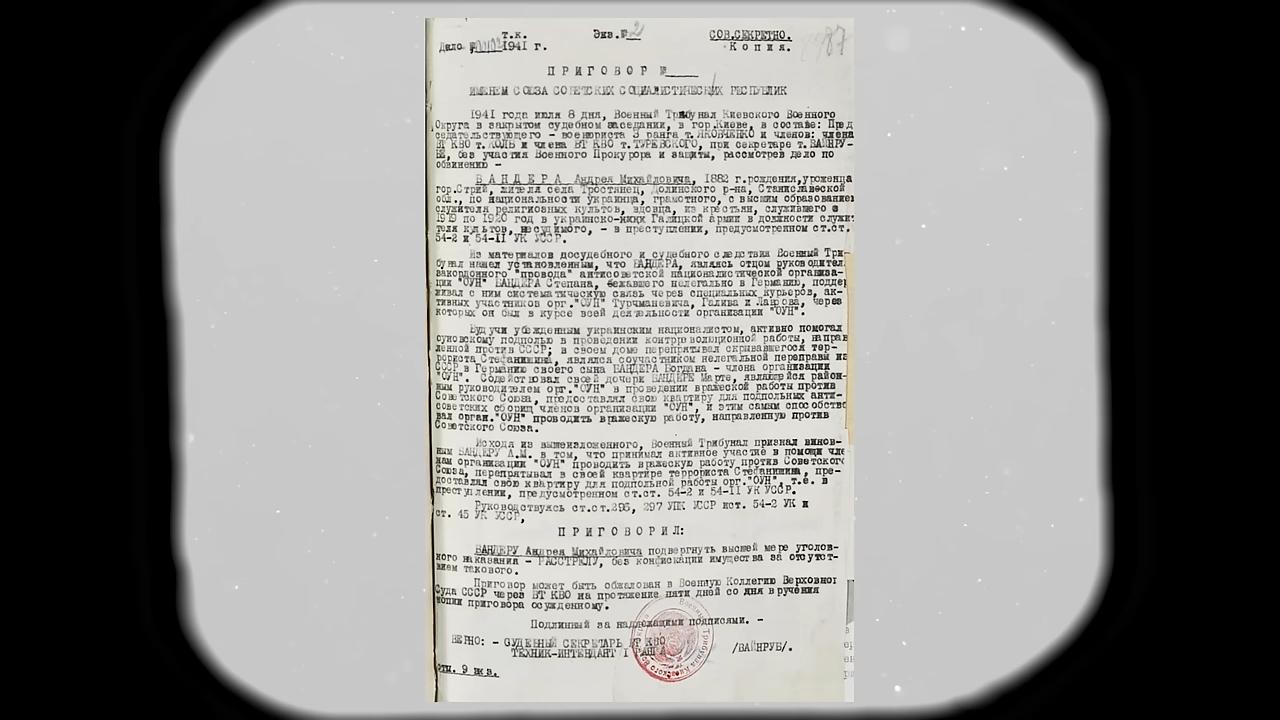 т.к. Экз.№ 2 СОВ.СЕКРЕТНО.
Дело № 1941 г. Копия.
ПРИГОВОР №
ИМЕНЕМ СОЮЗА СОВЕТСКИХ СОЦИАЛИСТИЧЕСКИХ РЕСПУБЛИК
1941 года июля 8 дня, Военный Трибунал Киевского Военного
Округа в закрытом судебном заседании, в гор.Киеве, в составе: Пред
седательствующего - военюриста 3 ранга т.ЯКОВЧЕНКО и членов: члена
ВТ КВО т.КОЛЬ и члена ВТ КВО т.ТУРЕВСКОГО, при секретаре т.ВАЙНРУ-
БЕ, без участия Военного Прокурора и защиты, рассмотрев дело по
обвинению -
БАНДЕРА Андрея Михайловича, 1882 г.рождения,уроженца
гор.Стрий, жителя села Тростянец, Долинского р-на, Станиславской
обл., по национальности украинца, грамотного, с высшим образование
служителя религиозных культов, вдовца, из крестьян, служившего в
1919 по 1920 год в украинско- Галицкой армии в должности служи
теля культов, несудимого, - в преступлении, предусмотренном ст.ст.
54-2 и 54-II УК УССР.
Из материалов досудебного и судебного следствия Военный Три-
бунал нашел установленным, что БАНДЕРА, являясь отцом руководител
закордонного "провода" антисоветской националистической организа-
ции "ОУН" БАНДЕРА Степана, бежавшего нелегально в Германию, поддер
живал с ним систематическую связь через специальных курьеров, ак-
тивных участников орг."ОУН" Турчманевича, Галива и Лаврова, через
которых он был в курсе всей деятельности организации "ОУН".
Будучи убежденным украинским националистом, активно помогал
оуновскому подполью в проведении контрреволюционной работы, направ
ленной против СССР; в своем доме перепрятывал скрывавшегося тер-
рориста Стефанишина, являлся соучастником нелегальной переправы из
СССР в Германию своего сына БАНДЕРА Богдана - члена организации
"ОУН". Содействовал своей дочери БАНДЕРЕ Марте, являющейся район-
ным руководителем орг."ОУН" в проведении вражеской работы против
Советского Союза, предоставлял свою квартиру для подпольных анти-
советских сборищ членов организации "ОУН", и этим самым способство
вал орган."ОУН" проводить вражескую работу, направленную против
Советского Союза.
Исходя из вышеизложенного, Военный Трибунал признал винов-
ным БАНДЕРУ А.М. в том, что принимал активное участие в помощи чле
нам организации "ОУН" проводить вражескую работу против Советского
Союза, перепрятывал в своей квартире террориста Стефанишина, пре-
доставлял свою квартиру для подпольной работы орг."ОУН", т.е. в
преступлении, предусмотренном ст.ст. 54-2 и 54-II УК УССР.
Руководствуясь ст.ст.296, 297 УПК УССР ист. 54-2 УК и
ст. 45 УК УССР,
ПРИГОВОРИЛ:
БАНДЕРУ Андрея Михайловича подвергнуть высшей мере уголов-
ного наказания - РАССТРЕЛУ, без конфискации имущества за отсутст-
вием такового.
Приговор может быть обжалован в Военную Коллегию Верховног
Суда СССР через ВТ КВО на протяжение пяти дней со дня вручения
копии приговора осужденному.
Подлинный за надлежащими подписями. -
ВЕРНО: - СУДЕБНЫЙ СЕКРЕТАРЬ ВТ КВО
ТЕХНИК-ИНТЕНДАНТ I РАНГА /ВАЙНРУБ/.
отп. 9 экз.